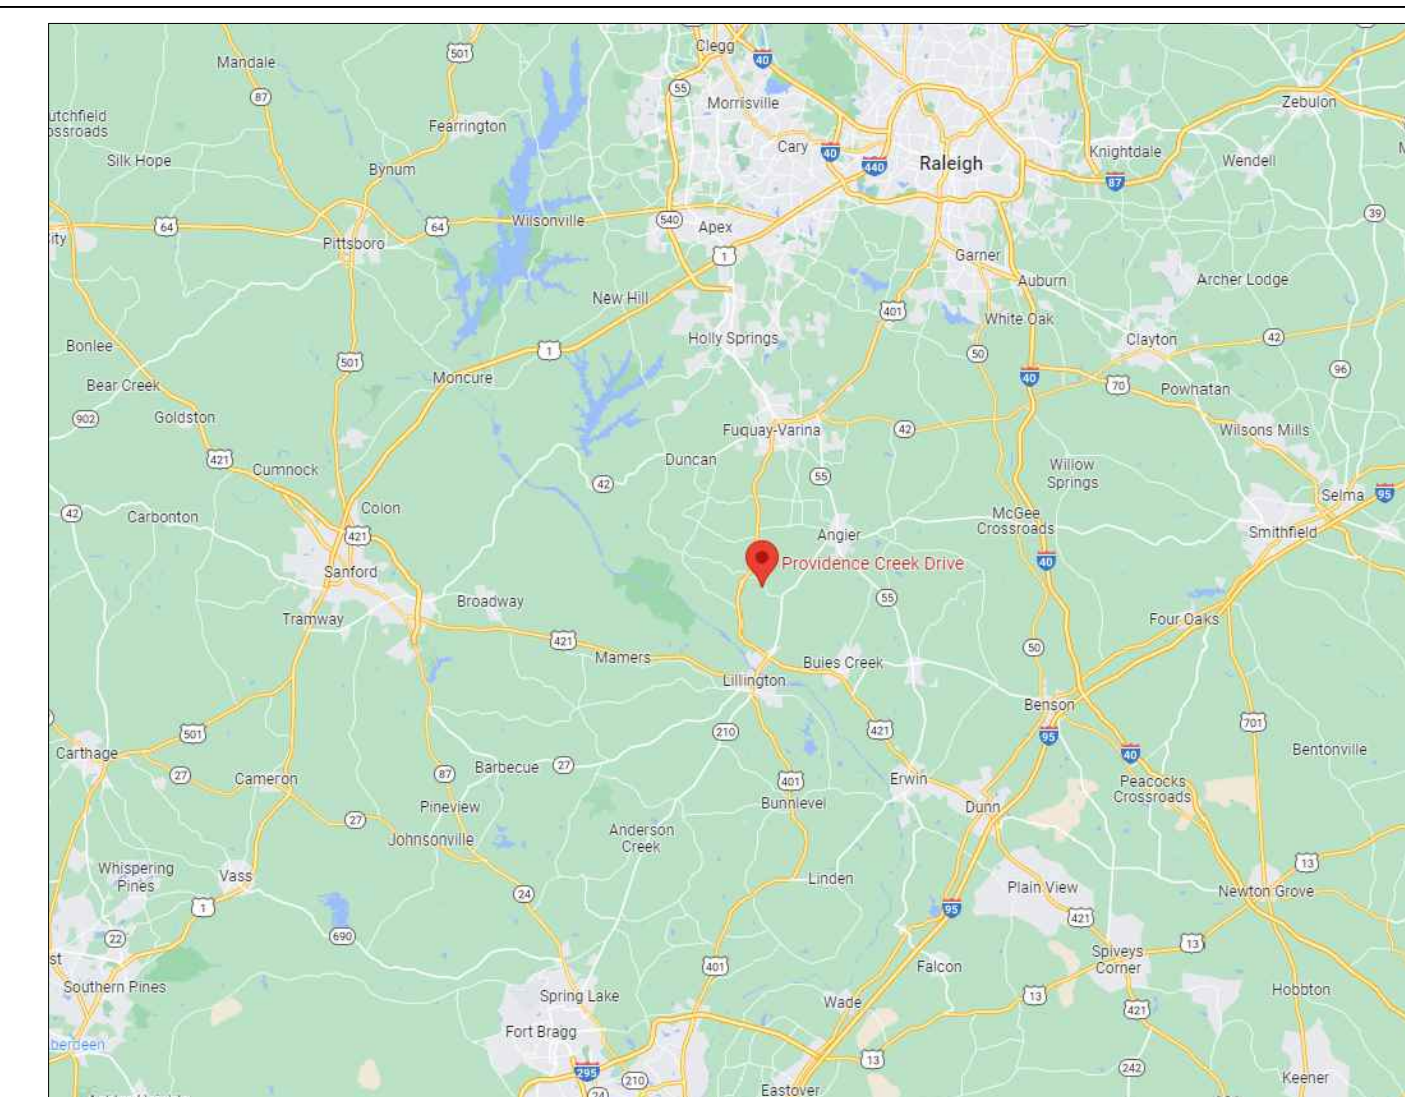 Clegg
40
501
Mandale
55
87
Morrisville
Zebulon
utchfield
ossroads
Fearrington
Cary
40
440
Raleigh
Knightdale
Wendell
Silk Hope
Bynum
87
39
64
64
Wilsonville
540
Apex
ity
Pittsboro
1
Garner
Auburn
Archer Lodge
New Hill
401
White Oak
Holly Springs
Clayton
42
Bonlee
1
50
501
96
Moncure
40
70
Powhatan
Bear Creek
902
Goldston
Fuquay-Varina
42
Wilsons Mills
421
Cumnock
Duncan
55
Willow
Springs
42
Selma
95
Colon
42
Carbonton
McGee
Crossroads
421
Angier
Smithfield
Providence Creek Drive
40
Sanford
Broadway
55
Tramway
Four Oaks
421
50
Mamers
Buies Creek
Lillington
Benson
501
210
421
95
701
Carthage
40
Bentonville
27
Cameron
87
Barbecue
27
401
Erwin
Peacocks
Crossroads
Pineview
Bunnlevel
Dunn
27
Johnsonville
Anderson
Creek
13
Whispering
Pines
Vass
Linden
Plain View
Newton Grove
24
1
95
421
22
690
13
Spiveys
Corner
st
401
Falcon
Southern Pines
Spring Lake
Wade
13
Hobbton
421
Fort Bragg
berdeen
13
295
210
242
Keener
24
Eastover